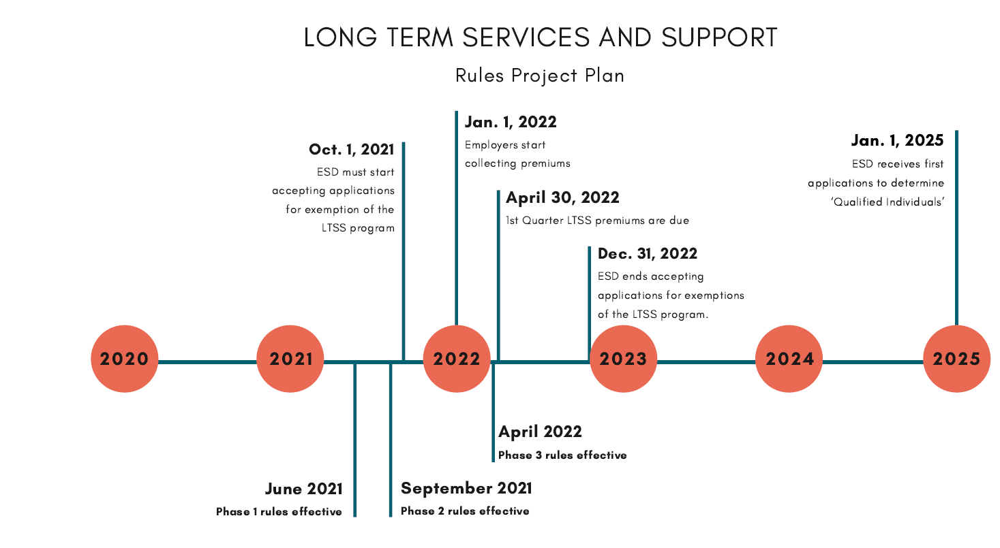 LONG TERM SERVICES AND SUPPORT
Rules Project Plan
Oct. 1, 2021
ESD must start
accepting applications
for exemption of the
LTSS program
Jan. 1, 2022
Employers start
collecting premiums
April 30, 2022
1st Quarter LTSS premiums are due
Dec. 31, 2022
ESD ends accepting
applications for exemptions
of the LTSS program.
Jan. 1, 2025
ESD receives first
applications to determine
‘Qualified Individuals’
2020
2021
2022
2023
2024
2025
June 2021
Phase 1 rules effective
September 2021
Phase 2 rules effective
April 2022
Phase 3 rules effective